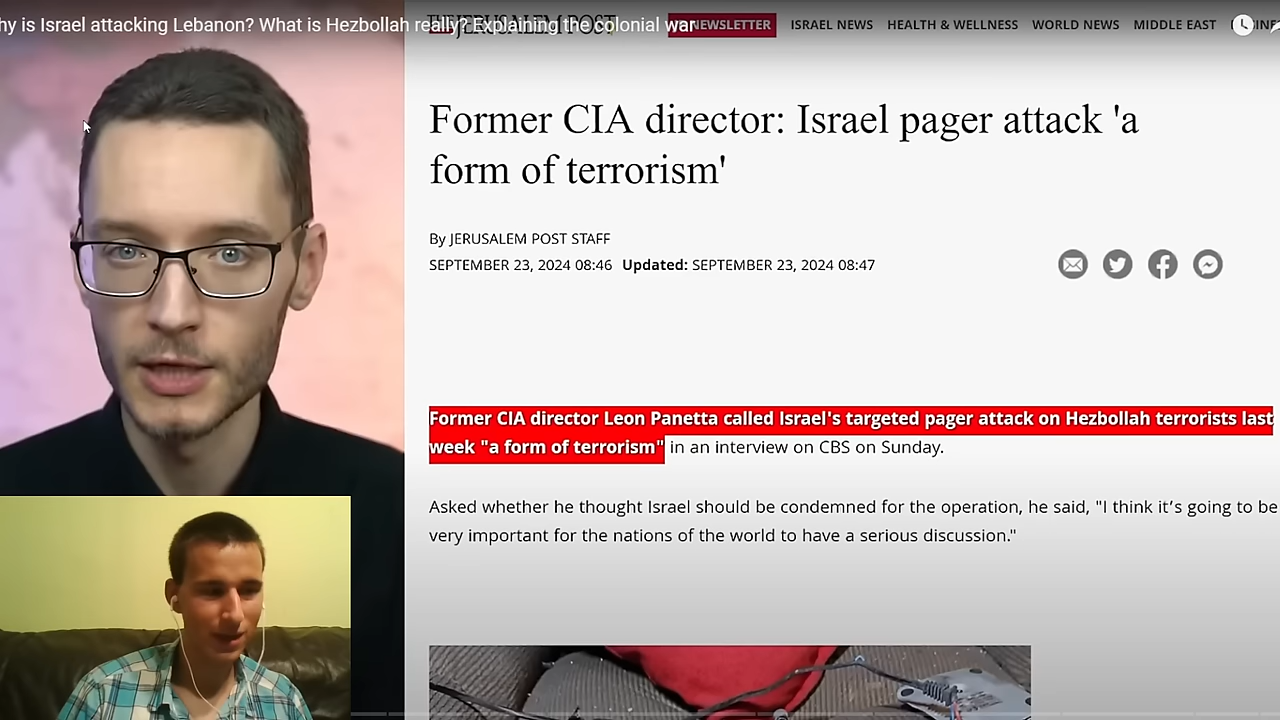 hy is Israel attacking Lebanon? What is Hezbollah really? Explaining the colonial war
JERUSALEM POST
NEWSLETTER
ISRAEL NEWS
HEALTH & WELLNESS
WORLD NEWS
MIDDLE EAST
Former CIA director: Israel pager attack 'a
form of terrorism'
By JERUSALEM POST STAFF
SEPTEMBER 23, 2024 08:46 Updated: SEPTEMBER 23, 2024 08:47
Former CIA director Leon Panetta called Israel's targeted pager attack on Hezbollah terrorists last
week "a form of terrorism" in an interview on CBS on Sunday.
Asked whether he thought Israel should be condemned for the operation, he said, "I think it's going to be
very important for the nations of the world to have a serious discussion."